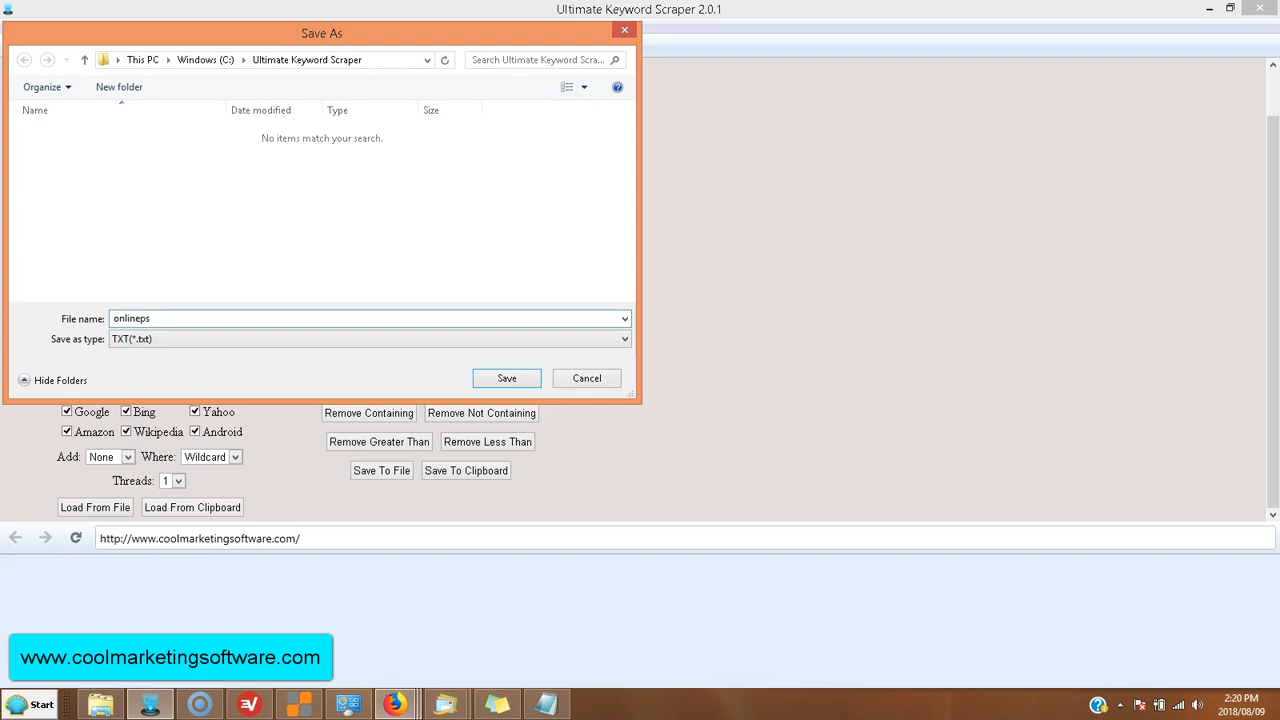 Ultimate Keyword Scraper 2.0.1
Save As
This PC Windows (C:) Ultimate Keyword Scraper
Search Ultimate Keyword Scra...
Organize New folder
Name Date modified Type Size
No items match your search.
File name: onlineps
Save as type: TXT(*.txt)
Hide Folders Save Cancel
Google Bing Yahoo Remove Containing Remove Not Containing
Amazon Wikipedia Android Remove Greater Than Remove Less Than
Add: None Where: Wildcard Save To File Save To Clipboard
Threads: 1
Load From File Load From Clipboard
http://www.coolmarketingsoftware.com/
www.coolmarketingsoftware.com
Start
2:20 PM
2018/08/09